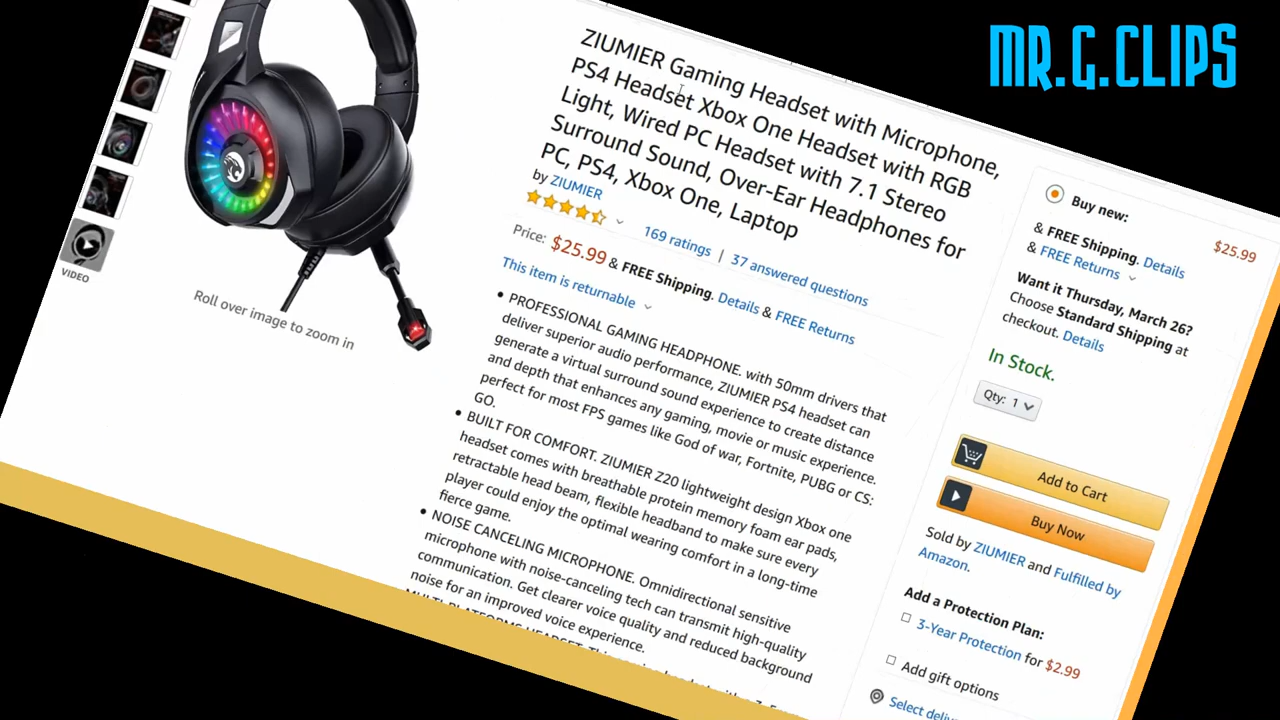 MR.G.CLIPS
ZIUMIER Gaming Headset with Microphone,
PS4 Headset Xbox One Headset with RGB
Light, Wired PC Headset with 7.1 Stereo
Surround Sound, Over-Ear Headphones for
PC, PS4, Xbox One, Laptop
by ZIUMIER
169 ratings | 37 answered questions
Price: $25.99 & FREE Shipping. Details & FREE Returns
This item is returnable
• PROFESSIONAL GAMING HEADPHONE. with 50mm drivers that
deliver superior audio performance, ZIUMIER PS4 headset can
generate a virtual surround sound experience to create distance
and depth that enhances any gaming, movie or music experience.
perfect for most FPS games like God of war, Fortnite, PUBG or CS:
GO.
• BUILT FOR COMFORT. ZIUMIER Z20 lightweight design Xbox one
headset comes with breathable protein memory foam ear pads,
retractable head beam, flexible headband to make sure every
player could enjoy the optimal wearing comfort in a long-time
fierce game.
• NOISE CANCELING MICROPHONE. Omnidirectional sensitive
microphone with noise-canceling tech can transmit high-quality
communication. Get clearer voice quality and reduced background
noise for an improved voice experience.
VIDEO
Roll over image to zoom in
Buy new:
$25.99
& FREE Shipping. Details
& FREE Returns
Want it Thursday, March 26?
Choose Standard Shipping at
checkout. Details
In Stock.
Qty: 1
Add to Cart
Buy Now
Sold by ZIUMIER and Fulfilled by
Amazon.
Add a Protection Plan:
3-Year Protection for $2.99
Add gift options
Select